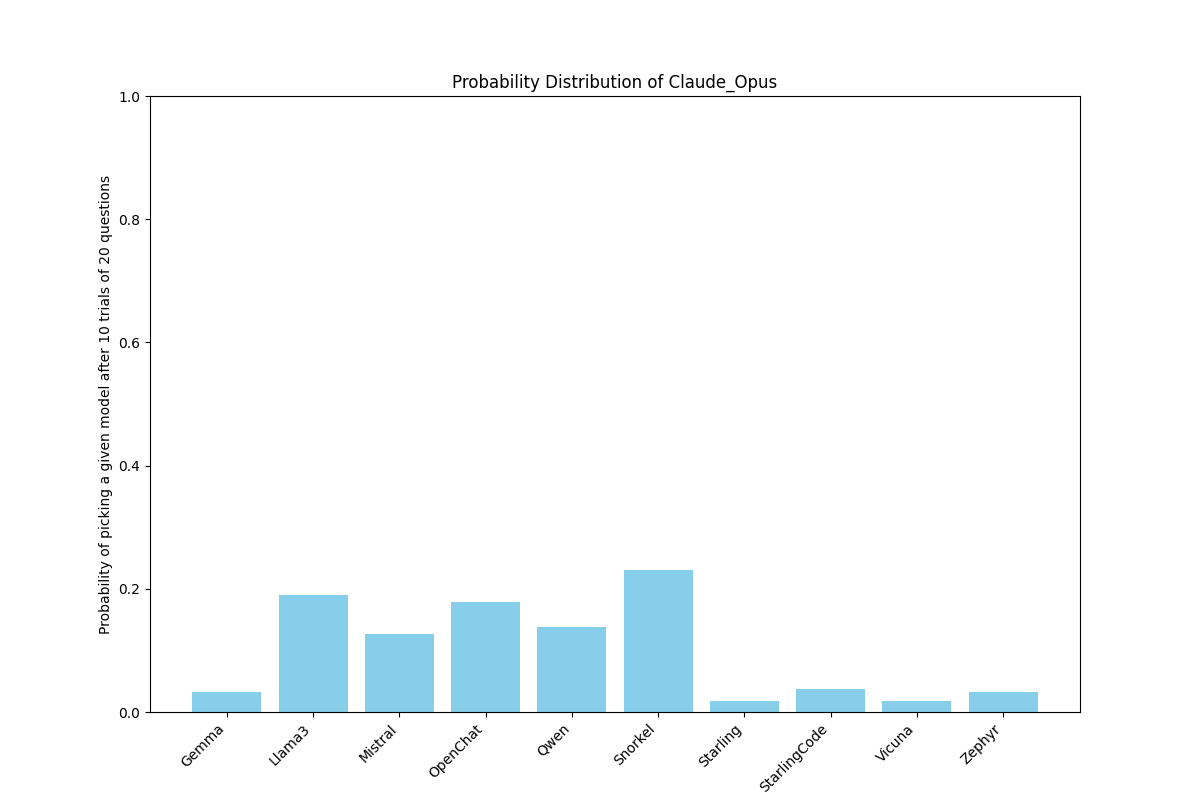 Probability Distribution of Claude_Opus
Probability of picking a given model after 10 trials of 20 questions
1.0
0.8
0.6
0.4
0.2
0.0
Gemma
Llama3
Mistral
OpenChat
Qwen
Snorkel
Starling
StarlingCode
Vicuna
Zephyr